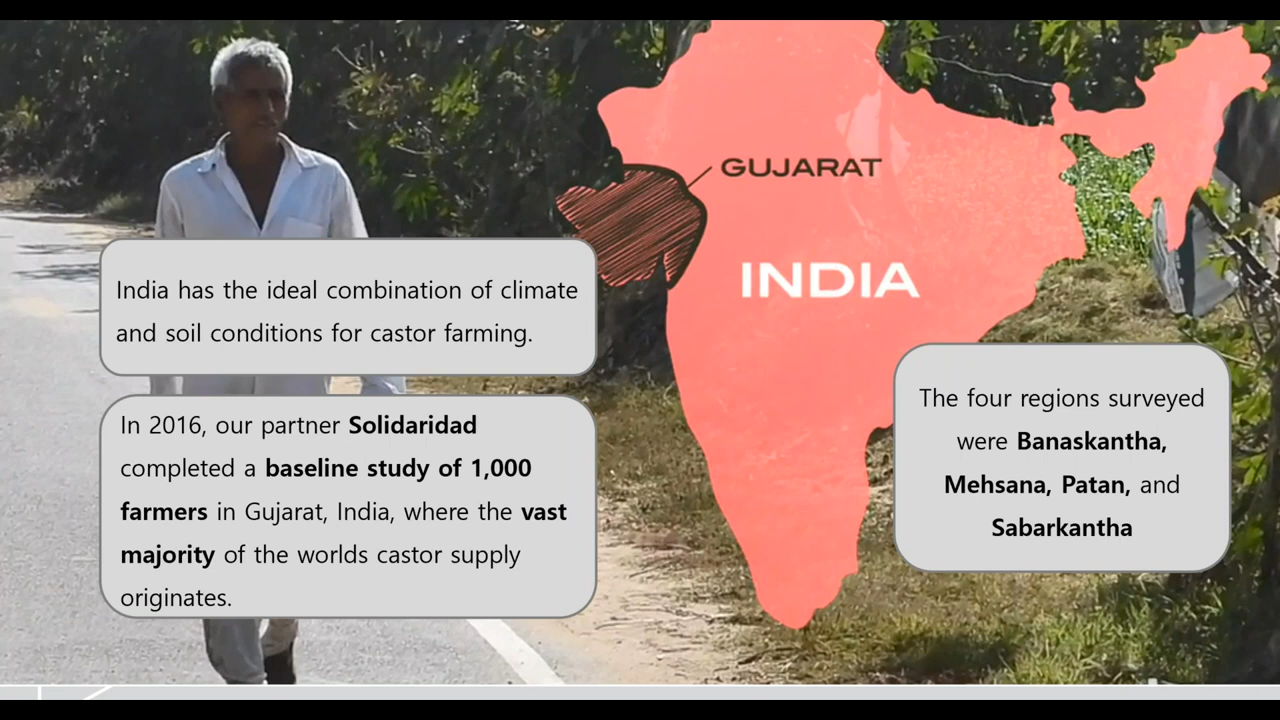 GUJARAT
INDIA
India has the ideal combination of climate
and soil conditions for castor farming.
In 2016, our partner Solidaridad
completed a baseline study of 1,000
farmers in Gujarat, India, where the vast
majority of the worlds castor supply
originates.
The four regions surveyed
were Banaskantha,
Mehsana, Patan, and
Sabarkantha